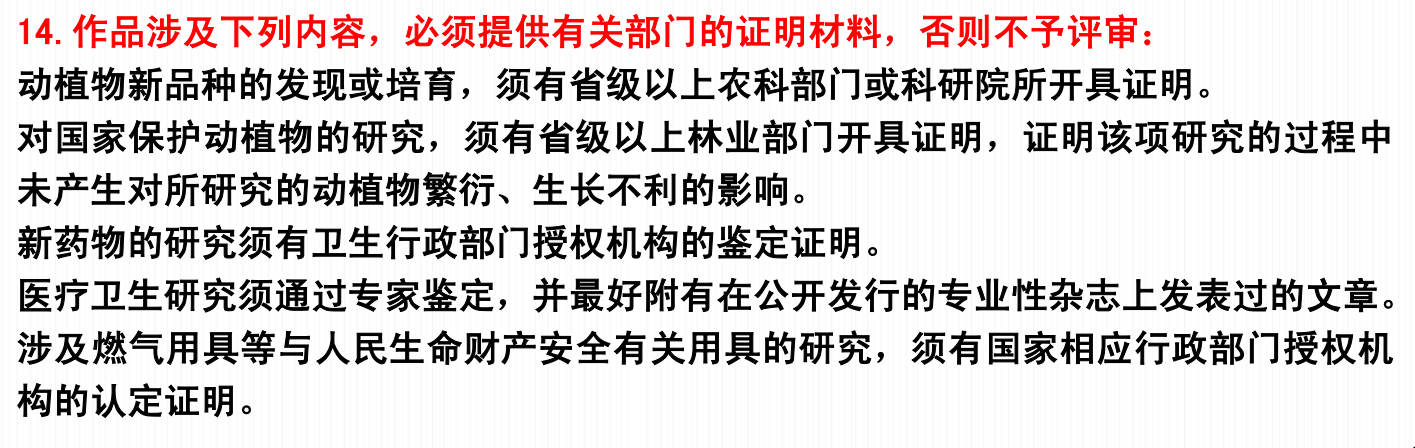 14.作品涉及下列内容，必须提供有关部门的证明材料，否则不予评审：
动植物新品种的发现或培育，须有省级以上农科部门或科研院所开具证明。
对国家保护动植物的研究，须有省级以上林业部门开具证明，证明该项研究的过程中
未产生对所研究的动植物繁衍、生长不利的影响。
新药物的研究须有卫生行政部门授权机构的鉴定证明。
医疗卫生研究须通过专家鉴定，并最好附有在公开发行的专业性杂志上发表过的文章。
涉及燃气用具等与人民生命财产安全有关用具的研究，须有国家相应行政部门授权机
构的认定证明。